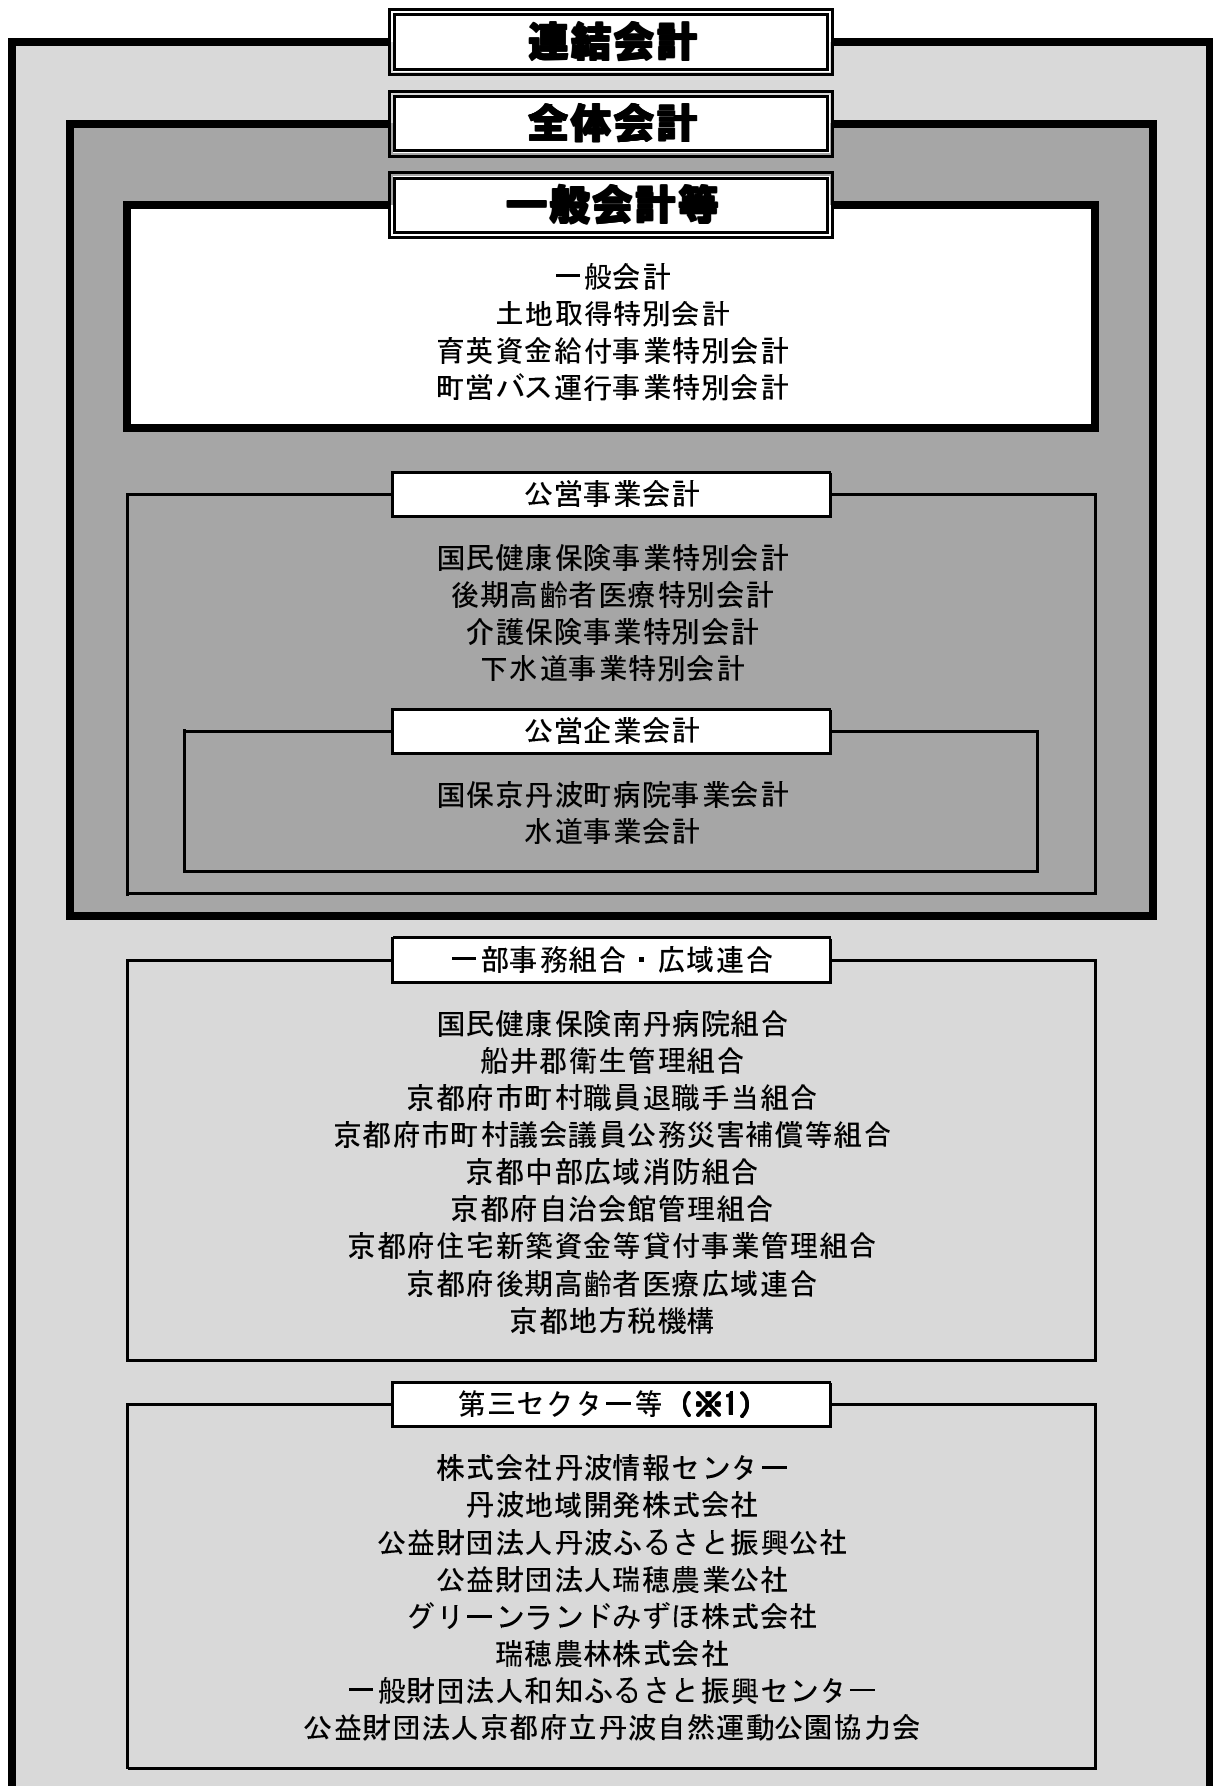 連結会計
全体会計
一般会計等
一般会計
土地取得特別会計
育英資金給付事業特別会計
町営バス運行事業特別会計
公営事業会計
国民健康保険事業特別会計
後期高齢者医療特別会計
介護保険事業特別会計
下水道事業特別会計
公営企業会計
国保京丹波町病院事業会計
水道事業会計
一部事務組合・広域連合
国民健康保険南丹病院組合
船井郡衛生管理組合
京都府市町村職員退職手当組合
京都府市町村議会議員公務災害補償等組合
京都中部広域消防組合
京都府自治会館管理組合
京都府住宅新築資金等貸付事業管理組合
京都府後期高齢者医療広域連合
京都地方税機構
第三セクター等(※1)
株式会社丹波情報センター
丹波地域開発株式会社
公益財団法人丹波ふるさと振興公社
公益財団法人瑞穂農業公社
グリーンランドみずほ株式会社
瑞穂農林株式会社
一般財団法人和知ふるさと振興センター
公益財団法人京都府立丹波自然運動公園協力会